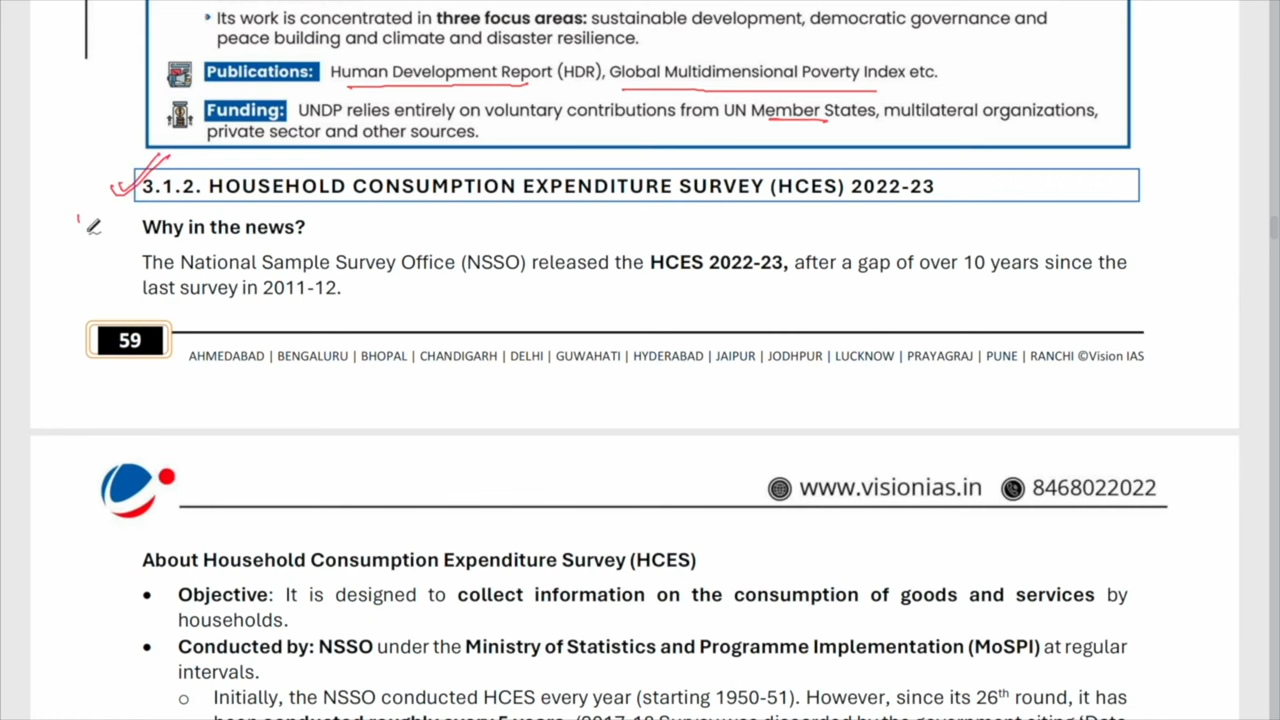 Its work is concentrated in three focus areas: sustainable development, democratic governance and
peace building and climate and disaster resilience.
Publications: Human Development Report (HDR), Global Multidimensional Poverty Index etc.
Funding: UNDP relies entirely on voluntary contributions from UN Member States, multilateral organizations,
private sector and other sources.
3.1.2. HOUSEHOLD CONSUMPTION EXPENDITURE SURVEY (HCES) 2022-23
Why in the news?
The National Sample Survey Office (NSSO) released the HCES 2022-23, after a gap of over 10 years since the
last survey in 2011-12.
59
AHMEDABAD | BENGALURU | BHOPAL | CHANDIGARH | DELHI | GUWAHATI | HYDERABAD | JAIPUR | JODHPUR | LUCKNOW | PRAYAGRAJ | PUNE | RANCHI ©Vision IAS
www.visionias.in 8468022022
About Household Consumption Expenditure Survey (HCES)
• Objective: It is designed to collect information on the consumption of goods and services by
households.
• Conducted by: NSSO under the Ministry of Statistics and Programme Implementation (MoSPI) at regular
intervals.
o Initially, the NSSO conducted HCES every year (starting 1950-51). However, since its 26th round, it has